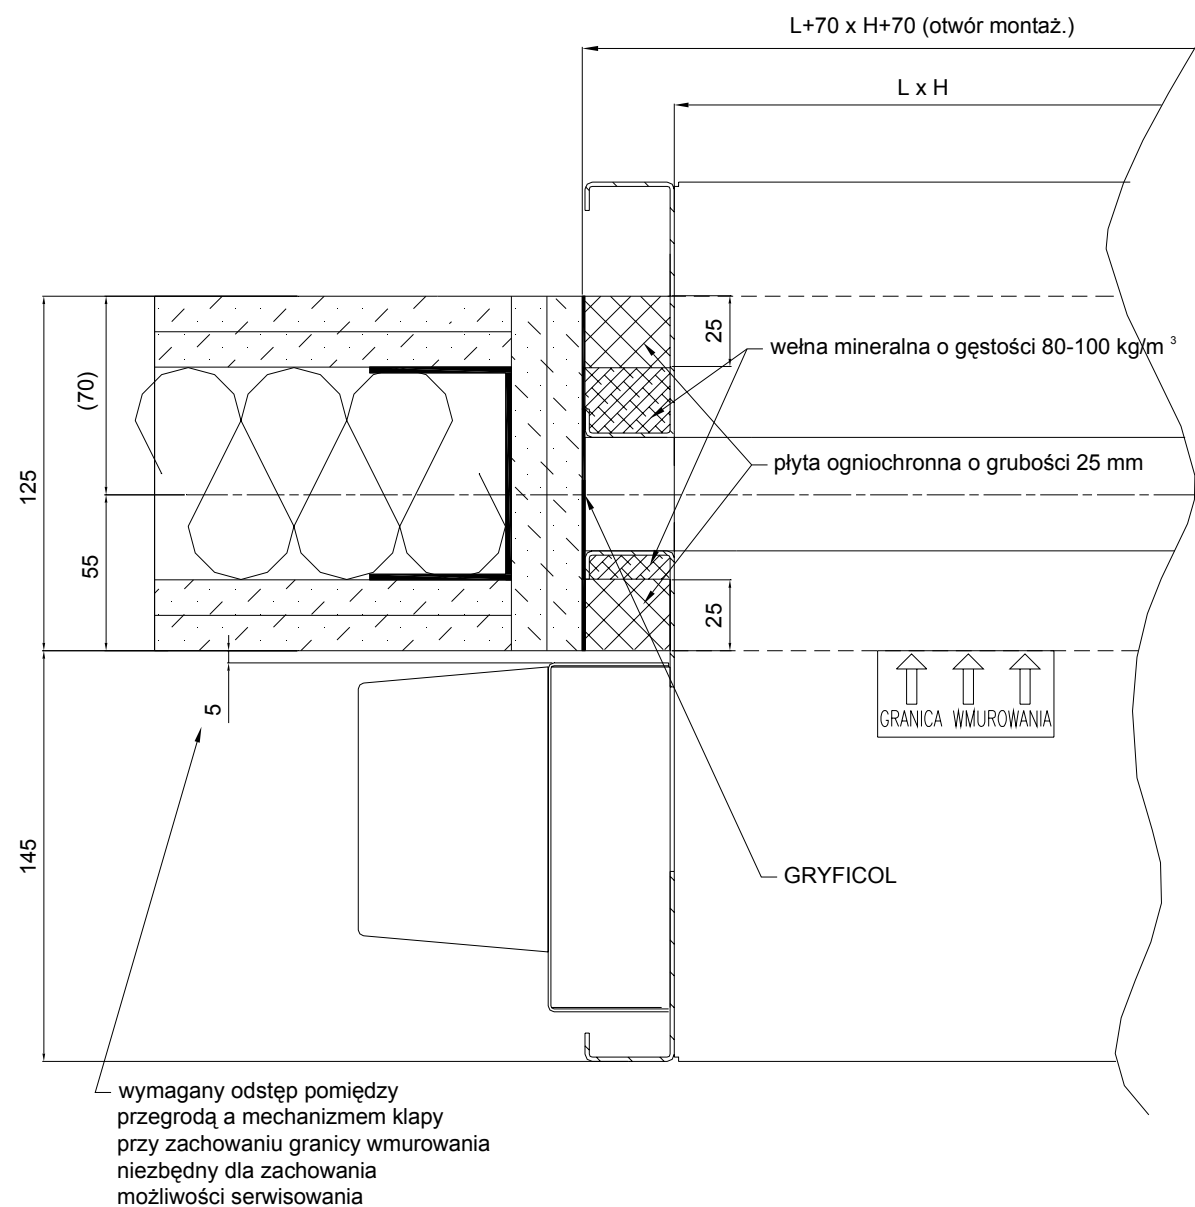 L+70 x H+70 (otwór montaż.)
L x H
25
wełna mineralna o gęstości 80-100 kg/m ³
(70)
płyta ogniochronna o grubości 25 mm
125
55
25
5
GRANICA WMUROWANIA
145
GRYFICOL
wymagany odstęp pomiędzy
przegrodą a mechanizmem klapy
przy zachowaniu granicy wmurowania
niezbędny dla zachowania
możliwości serwisowania